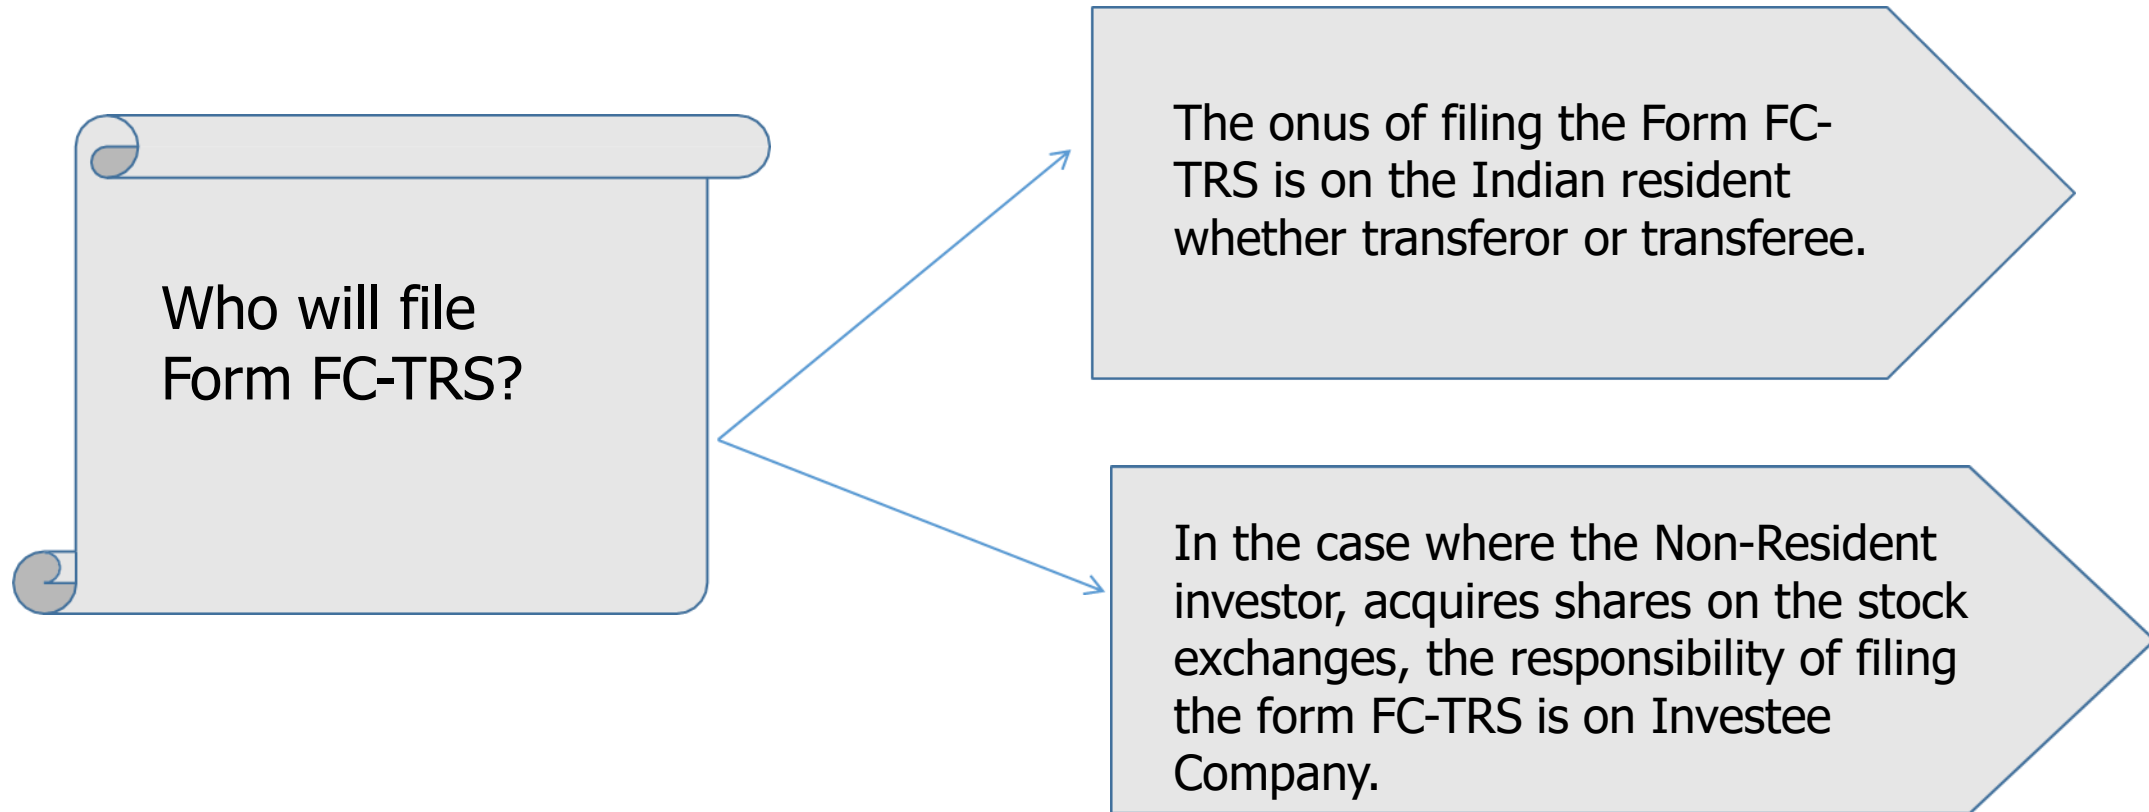 Who will file
Form FC-TRS?
The onus of filing the Form FC-
TRS is on the Indian resident
whether transferor or transferee.
In the case where the Non-Resident
investor, acquires shares on the stock
exchanges, the responsibility of filing
the form FC-TRS is on Investee
Company.